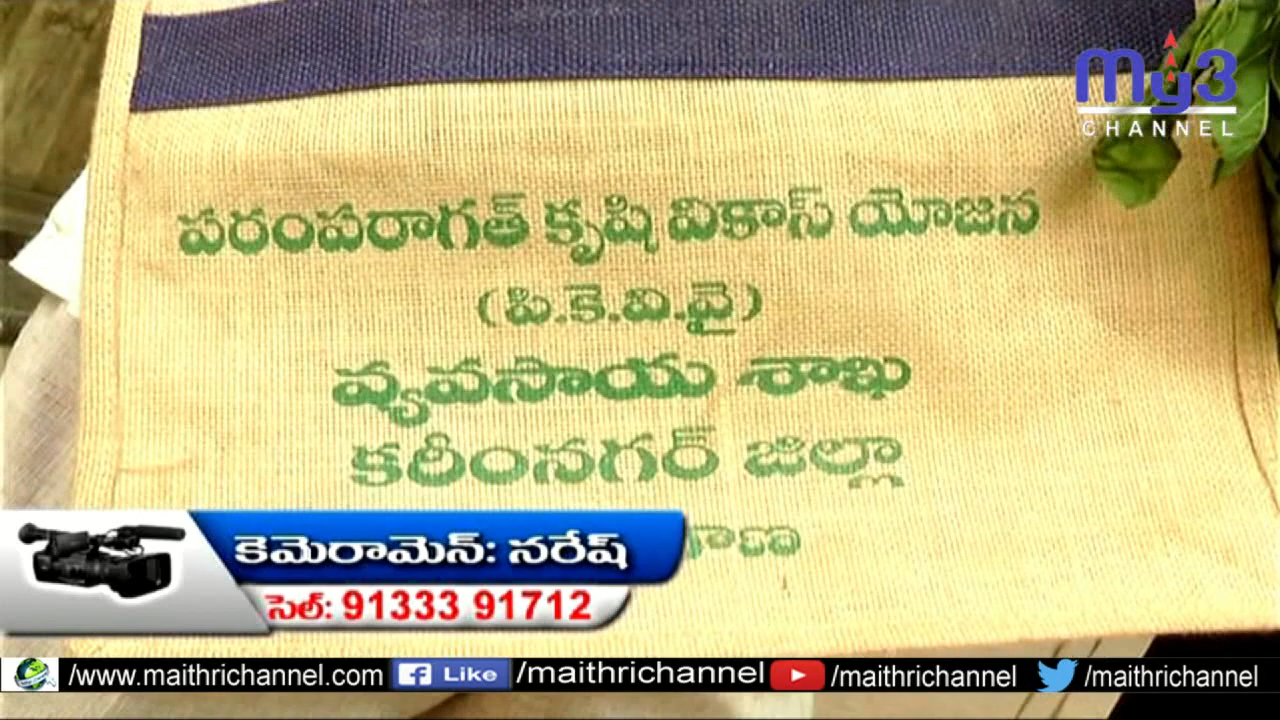 My3
CHANNEL
పరంపరాగత్ కృషి వికాస్ యోజన
(పి.కె.వి.వై)
వ్యవసాయ శాఖ
కరీంనగర్ జిల్లా
కెమెరామెన్: నరేష్
సెల్: 91333 91712
/www.maithrichannel.com f Like /maithrichannel /maithrichannel /maithrichannel